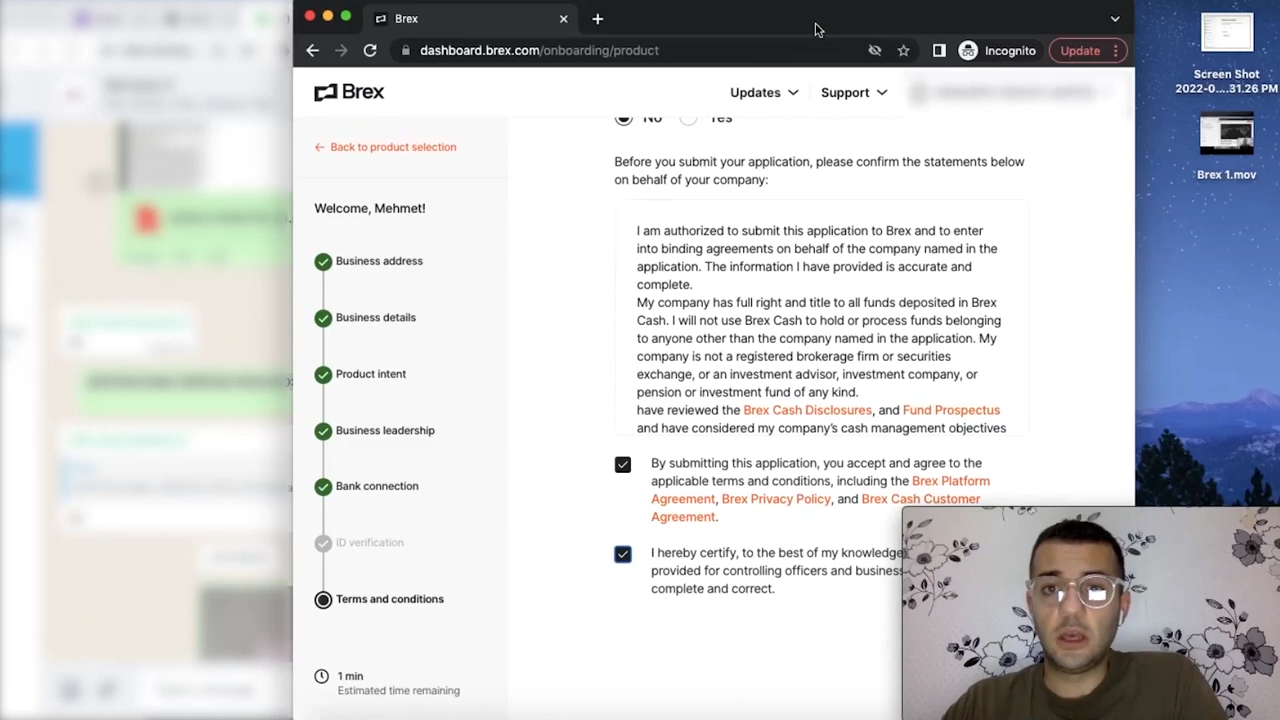 Brex
dashboard.brex.com/onboarding/product
Incognito
Update
Brex
Updates
Support
Back to product selection
Welcome, Mehmet!
Business address
Business details
Product intent
Business leadership
Bank connection
ID verification
Terms and conditions
1 min
Estimated time remaining
No
Yes
Before you submit your application, please confirm the statements below
on behalf of your company:
I am authorized to submit this application to Brex and to enter
into binding agreements on behalf of the company named in the
application. The information I have provided is accurate and
complete.
My company has full right and title to all funds deposited in Brex
Cash. I will not use Brex Cash to hold or process funds belonging
to anyone other than the company named in the application. My
company is not a registered brokerage firm or securities
exchange, or an investment advisor, investment company, or
pension or investment fund of any kind.
have reviewed the Brex Cash Disclosures, and Fund Prospectus
and have considered my company's cash management objectives
By submitting this application, you accept and agree to the
applicable terms and conditions, including the Brex Platform
Agreement, Brex Privacy Policy, and Brex Cash Customer
Agreement.
I hereby certify, to the best of my knowledge
provided for controlling officers and business
complete and correct.
Screen Shot
2022-0....31.26 PM
Brex 1.mov